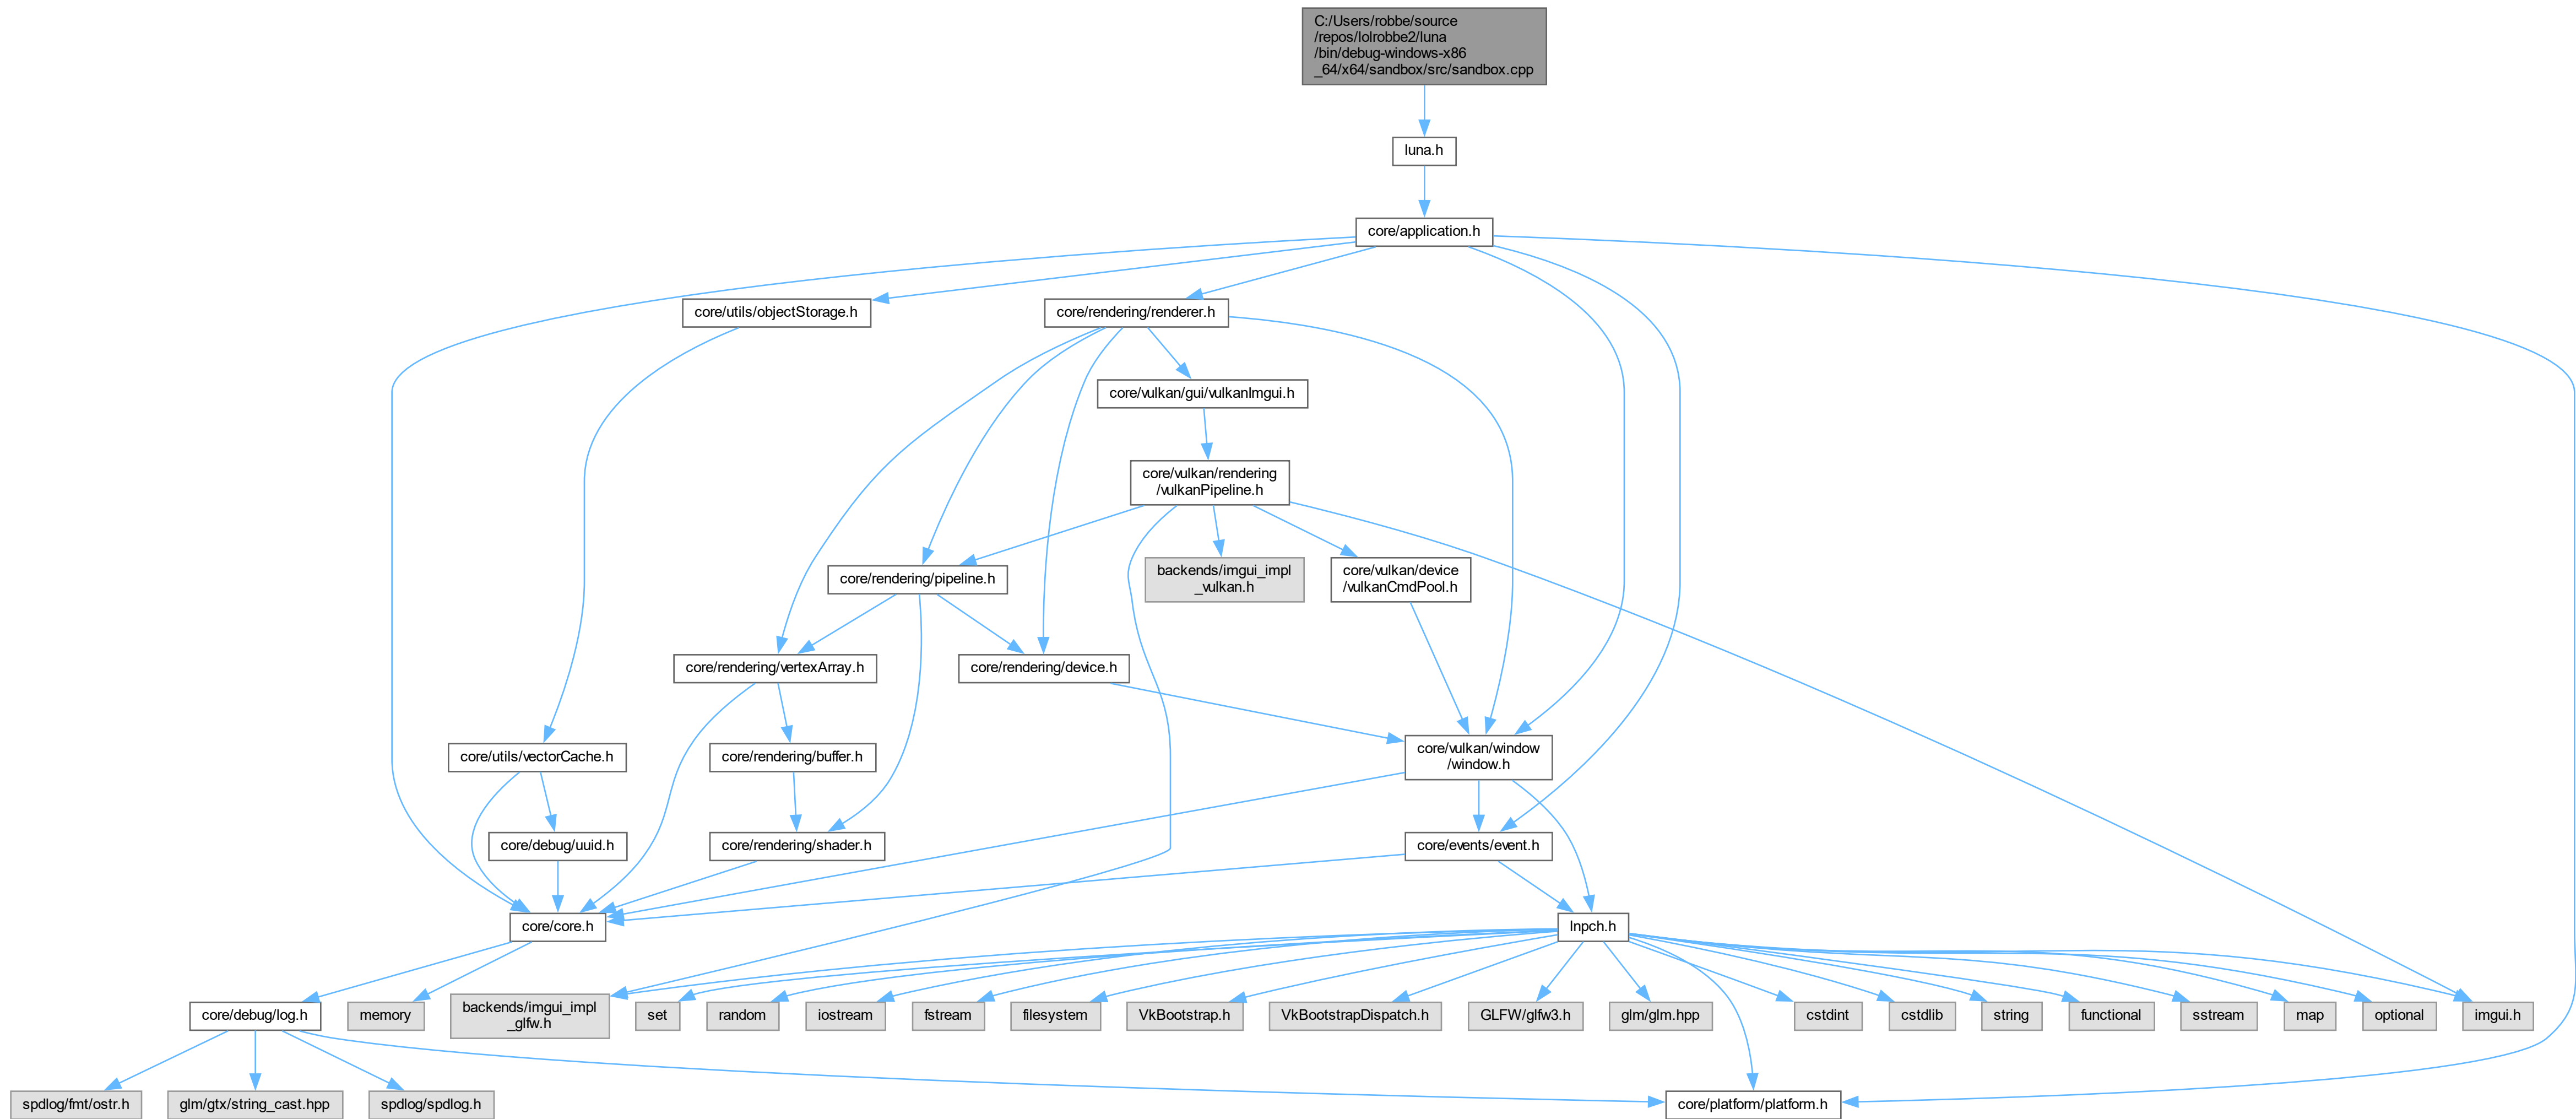 C:/Users/robbe/source
/repos/lolrobbe2/luna
/bin/debug-windows-x86
_64/x64/sandbox/src/sandbox.cpp
luna.h
core/application.h
core/utils/objectStorage.h
core/rendering/renderer.h
core/vulkan/gui/vulkanImgui.h
core/vulkan/rendering
/vulkanPipeline.h
core/rendering/pipeline.h
backends/imgui_impl
_vulkan.h
core/vulkan/device
/vulkanCmdPool.h
core/rendering/vertexArray.h
core/rendering/device.h
core/utils/vectorCache.h
core/rendering/buffer.h
core/vulkan/window
/window.h
core/debug/uuid.h
core/rendering/shader.h
core/events/event.h
core/core.h
lnpch.h
core/debug/log.h
memory
backends/imgui_impl
_glfw.h
set
random
iostream
fstream
filesystem
VkBootstrap.h
VkBootstrapDispatch.h
GLFW/glfw3.h
glm/glm.hpp
cstdint
cstdlib
string
functional
sstream
map
optional
imgui.h
spdlog/fmt/ostr.h
glm/gtx/string_cast.hpp
spdlog/spdlog.h
core/platform/platform.h